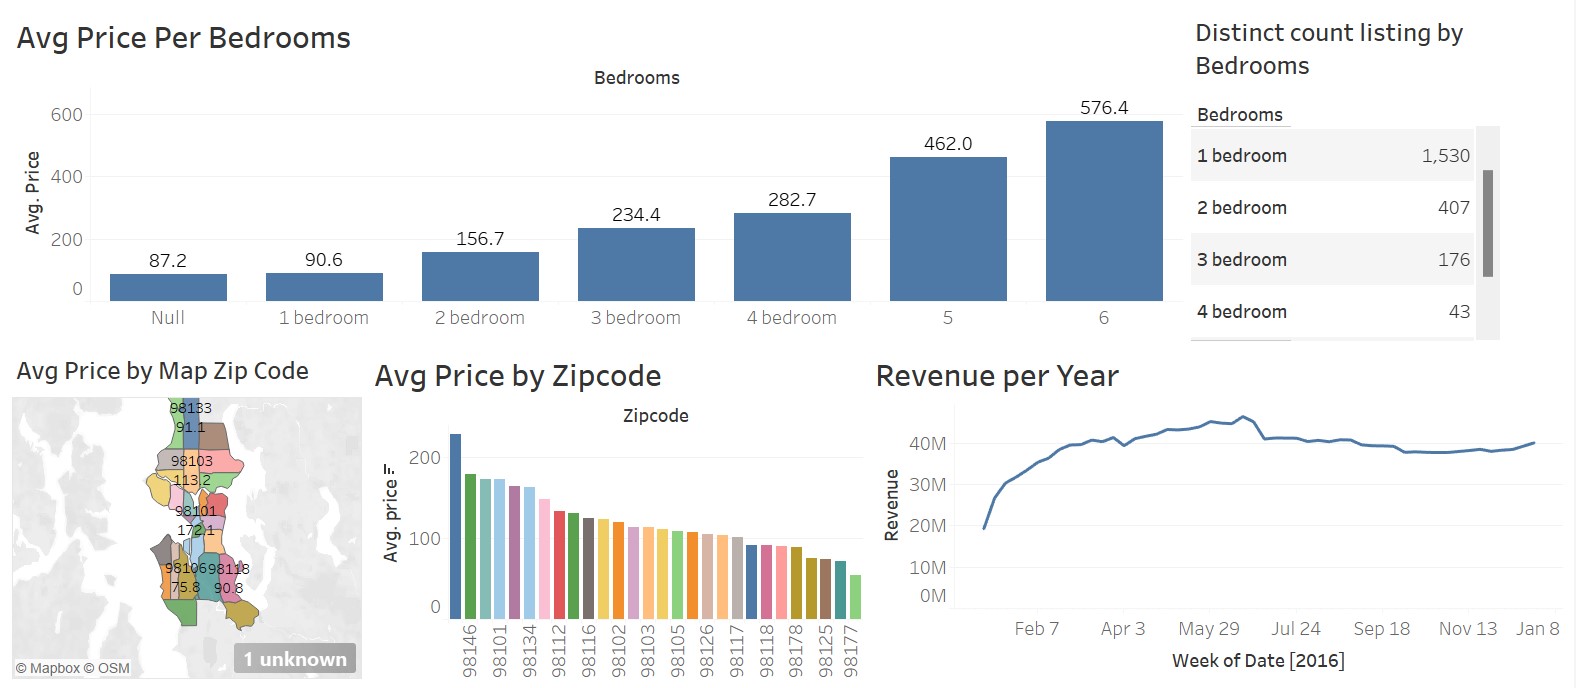 Avg Price Per Bedrooms
Bedrooms
Avg. Price
600
400
200
0
87.2
90.6
156.7
234.4
282.7
462.0
576.4
Null
1 bedroom
2 bedroom
3 bedroom
4 bedroom
5
6
Distinct count listing by
Bedrooms
Bedrooms
1 bedroom 1,530
2 bedroom 407
3 bedroom 176
4 bedroom 43
Avg Price by Map Zip Code
98133
91.1
98103
113.2
98101
172.1
98106 98118
75.8 90.8
1 unknown
© Mapbox © OSM
Avg Price by Zipcode
Zipcode
Avg. price
200
100
0
98146
98101
98134
98112
98116
98102
98103
98105
98126
98117
98118
98178
98125
98177
Revenue per Year
Revenue
40M
30M
20M
10M
0M
Feb 7
Apr 3
May 29
Jul 24
Sep 18
Nov 13
Jan 8
Week of Date [2016]